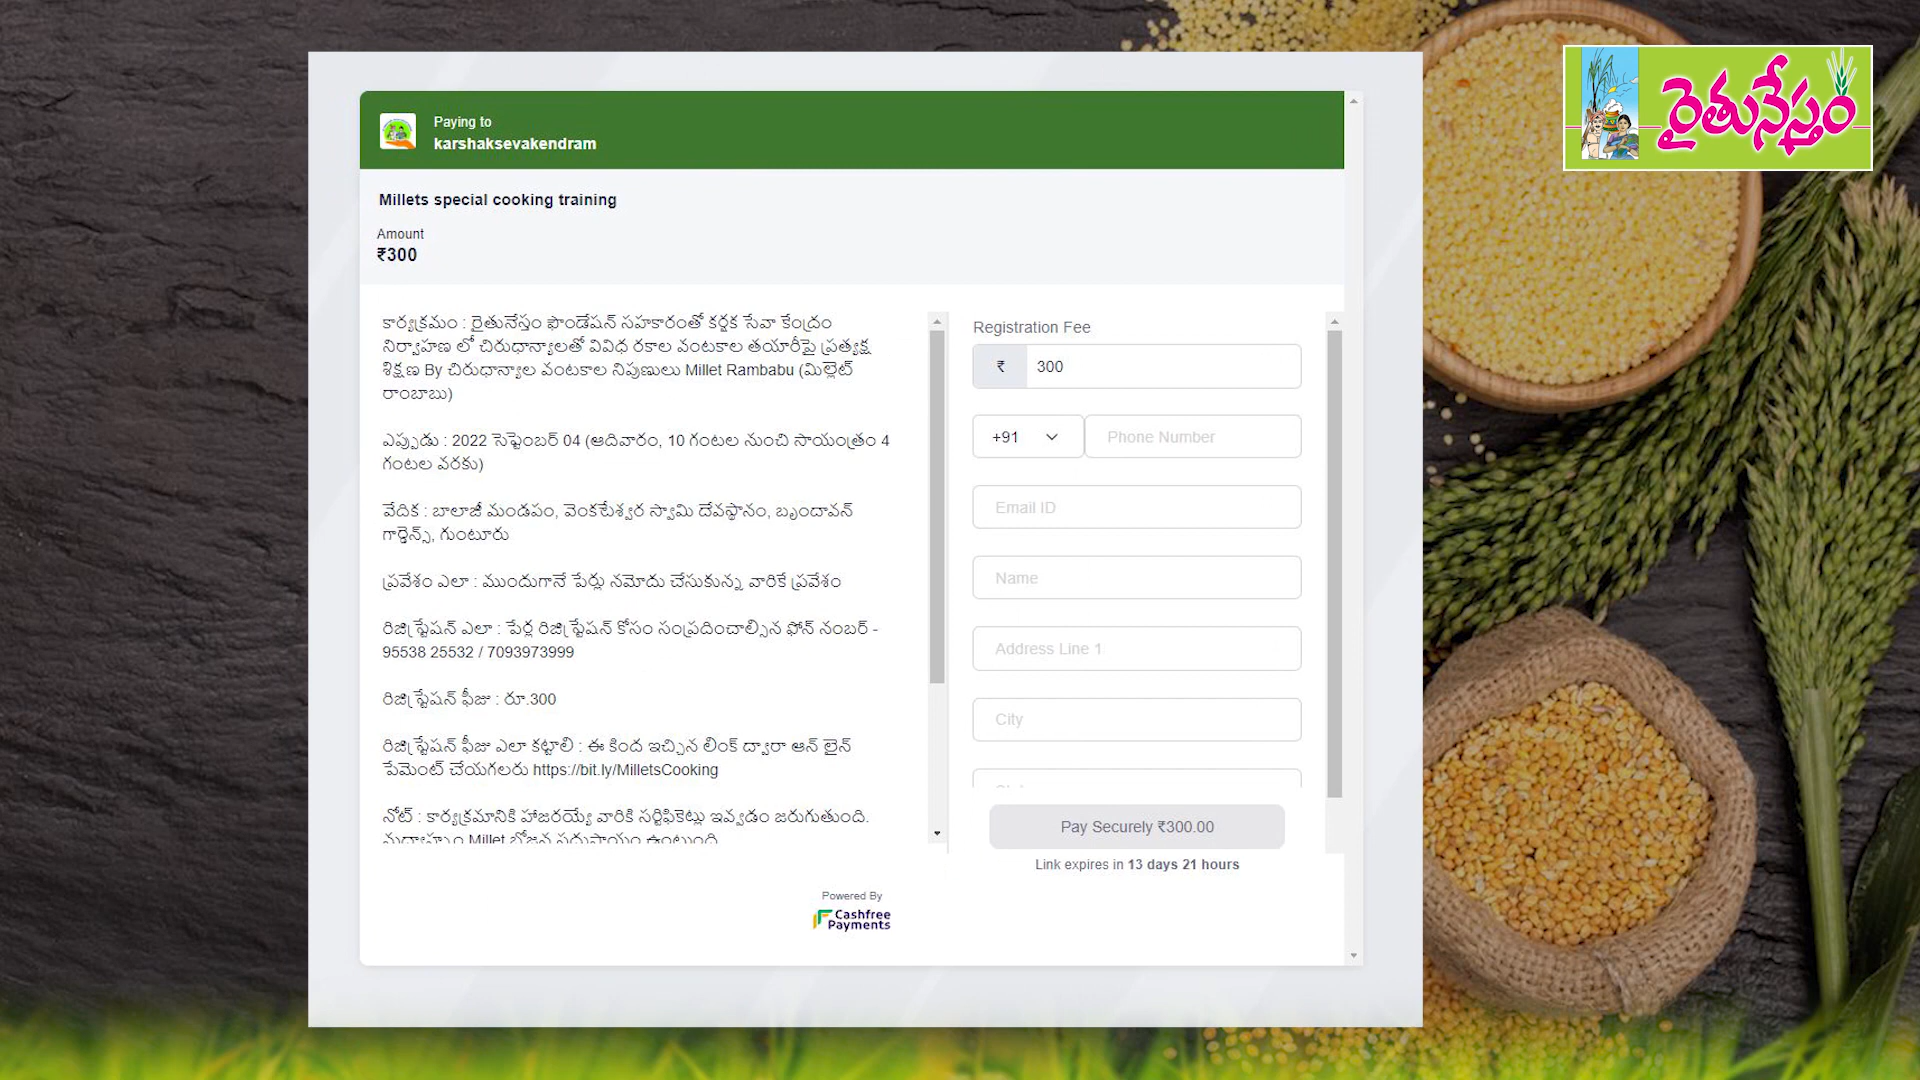 రైతునేస్తం
Paying to
karshaksevakendram
Millets special cooking training
Amount
₹300
కార్యక్రమం : రైతునేస్తం ఫౌండేషన్ సహకారంతో కర్షక సేవా కేంద్రం
నిర్వాహణ లో చిరుధాన్యాలతో వివిధ రకాల వంటకాల తయారీపై ప్రత్యక్ష
శిక్షణ By చిరుధాన్యాల వంటకాల నిపుణులు Millet Rambabu (మిల్లెట్
రాంబాబు)
ఎప్పుడు : 2022 సెప్టెంబర్ 04 (ఆదివారం, 10 గంటల నుంచి సాయంత్రం 4
గంటల వరకు)
వేదిక : బాలాజీ మండపం, వెంకటేశ్వర స్వామి దేవస్థానం, బృందావన్
గార్డెన్స్, గుంటూరు
ప్రవేశం ఎలా : ముందుగానే పేర్లు నమోదు చేసుకున్న వారికే ప్రవేశం
రిజిస్ట్రేషన్ ఎలా : పేర్ల రిజిస్ట్రేషన్ కోసం సంప్రదించాల్సిన ఫోన్ నంబర్ -
95538 25532 / 7093973999
రిజిస్ట్రేషన్ ఫీజు : రూ.300
రిజిస్ట్రేషన్ ఫీజు ఎలా కట్టాలి : ఈ కింద ఇచ్చిన లింక్ ద్వారా ఆన్ లైన్
పేమెంట్ చేయగలరు https://bit.ly/MilletsCooking
నోట్ : కార్యక్రమానికి హాజరయ్యే వారికి సర్టిఫికెట్లు ఇవ్వడం జరుగుతుంది.
మధ్యాహ్నం Millet భోజన సదుపాయం ఉంటుంది
Registration Fee
₹ 300
+91 Phone Number
Email ID
Name
Address Line 1
City
Pay Securely ₹300.00
Link expires in 13 days 21 hours
Powered By
Cashfree
Payments